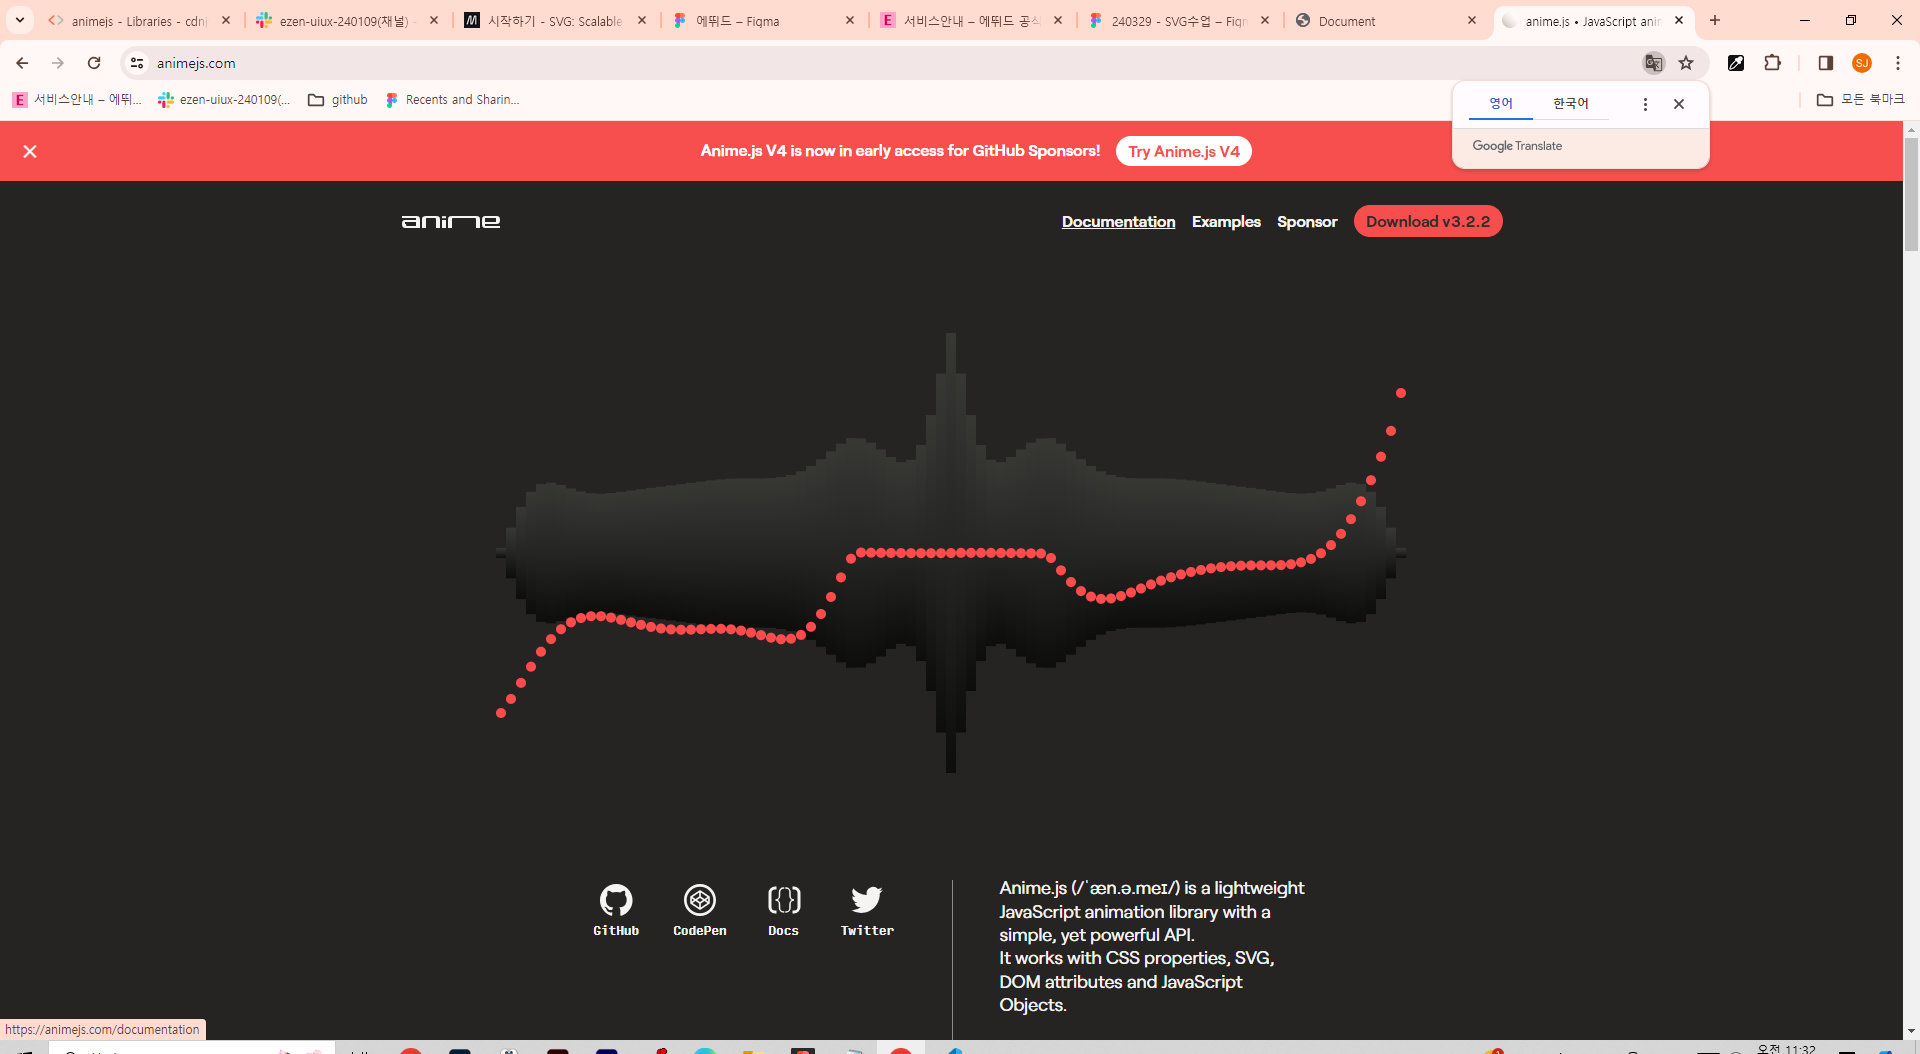 animejs - Libraries - cdnj
ezen-uiux-240109(채널) -
시작하기 - SVG: Scalable
에뛰드 – Figma
서비스안내 – 에뛰드 공식
240329 - SVG수업 – Figm
Document
anime.js • JavaScript anin
animejs.com
SJ
서비스안내 – 에뛰...
ezen-uiux-240109(...
github
Recents and Sharin...
모든 북마크
영어
한국어
Google Translate
Anime.js V4 is now in early access for GitHub Sponsors!
Try Anime.js V4
anime
Documentation
Examples
Sponsor
Download v3.2.2
GitHub
CodePen
Docs
Twitter
Anime.js (/ˈæn.ə.meɪ/) is a lightweight
JavaScript animation library with a
simple, yet powerful API.
It works with CSS properties, SVG,
DOM attributes and JavaScript
Objects.
https://animejs.com/documentation
오전 11:32